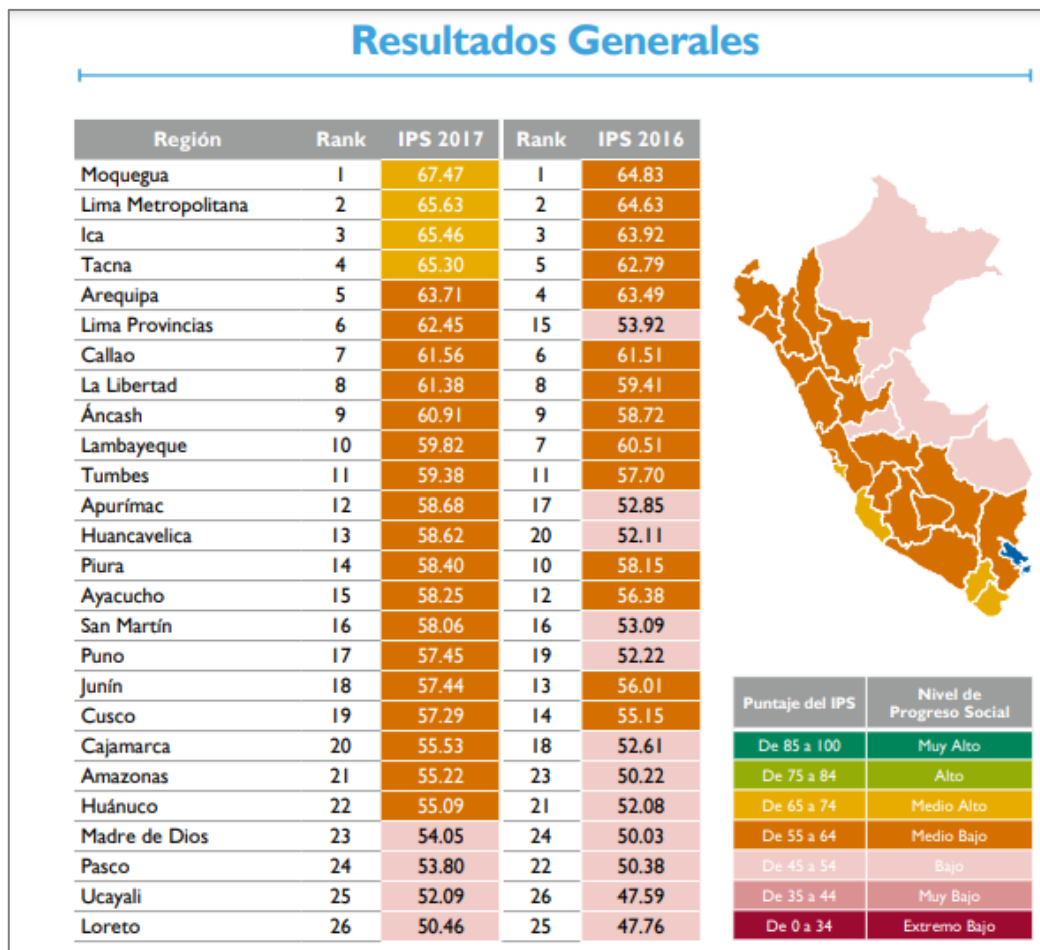 Resultados Generales
Región Rank IPS 2017 Rank IPS 2016
Moquegua 1 67.47 1 64.83
Lima Metropolitana 2 65.63 2 64.63
Ica 3 65.46 3 63.92
Tacna 4 65.30 5 62.79
Arequipa 5 63.71 4 63.49
Lima Provincias 6 62.45 15 53.92
Callao 7 61.56 6 61.51
La Libertad 8 61.38 8 59.41
Áncash 9 60.91 9 58.72
Lambayeque 10 59.82 7 60.51
Tumbes 11 59.38 11 57.70
Apurímac 12 58.68 17 52.85
Huancavelica 13 58.62 20 52.11
Piura 14 58.40 10 58.15
Ayacucho 15 58.25 12 56.38
San Martín 16 58.06 16 53.09
Puno 17 57.45 19 52.22
Junín 18 57.44 13 56.01
Cusco 19 57.29 14 55.15
Cajamarca 20 55.53 18 52.61
Amazonas 21 55.22 23 50.22
Huánuco 22 55.09 21 52.08
Madre de Dios 23 54.05 24 50.03
Pasco 24 53.80 22 50.38
Ucayali 25 52.09 26 47.59
Loreto 26 50.46 25 47.76
Puntaje del IPS Nivel de
Progreso Social
De 85 a 100 Muy Alto
De 75 a 84 Alto
De 65 a 74 Medio Alto
De 55 a 64 Medio Bajo
De 45 a 54 Bajo
De 35 a 44 Muy Bajo
De 0 a 34 Extremo Bajo